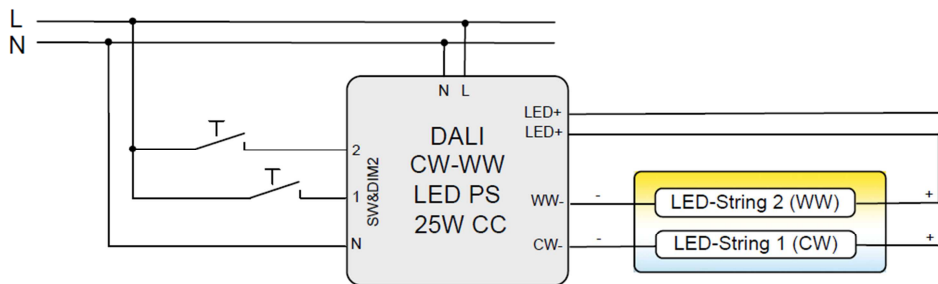 L
N
N L
LED+
LED+
DALI
CW-WW
LED PS
25W CC
2
1
SW&DIM2
N
WW-
CW-
- LED-String 2 (WW) +
- LED-String 1 (CW) +